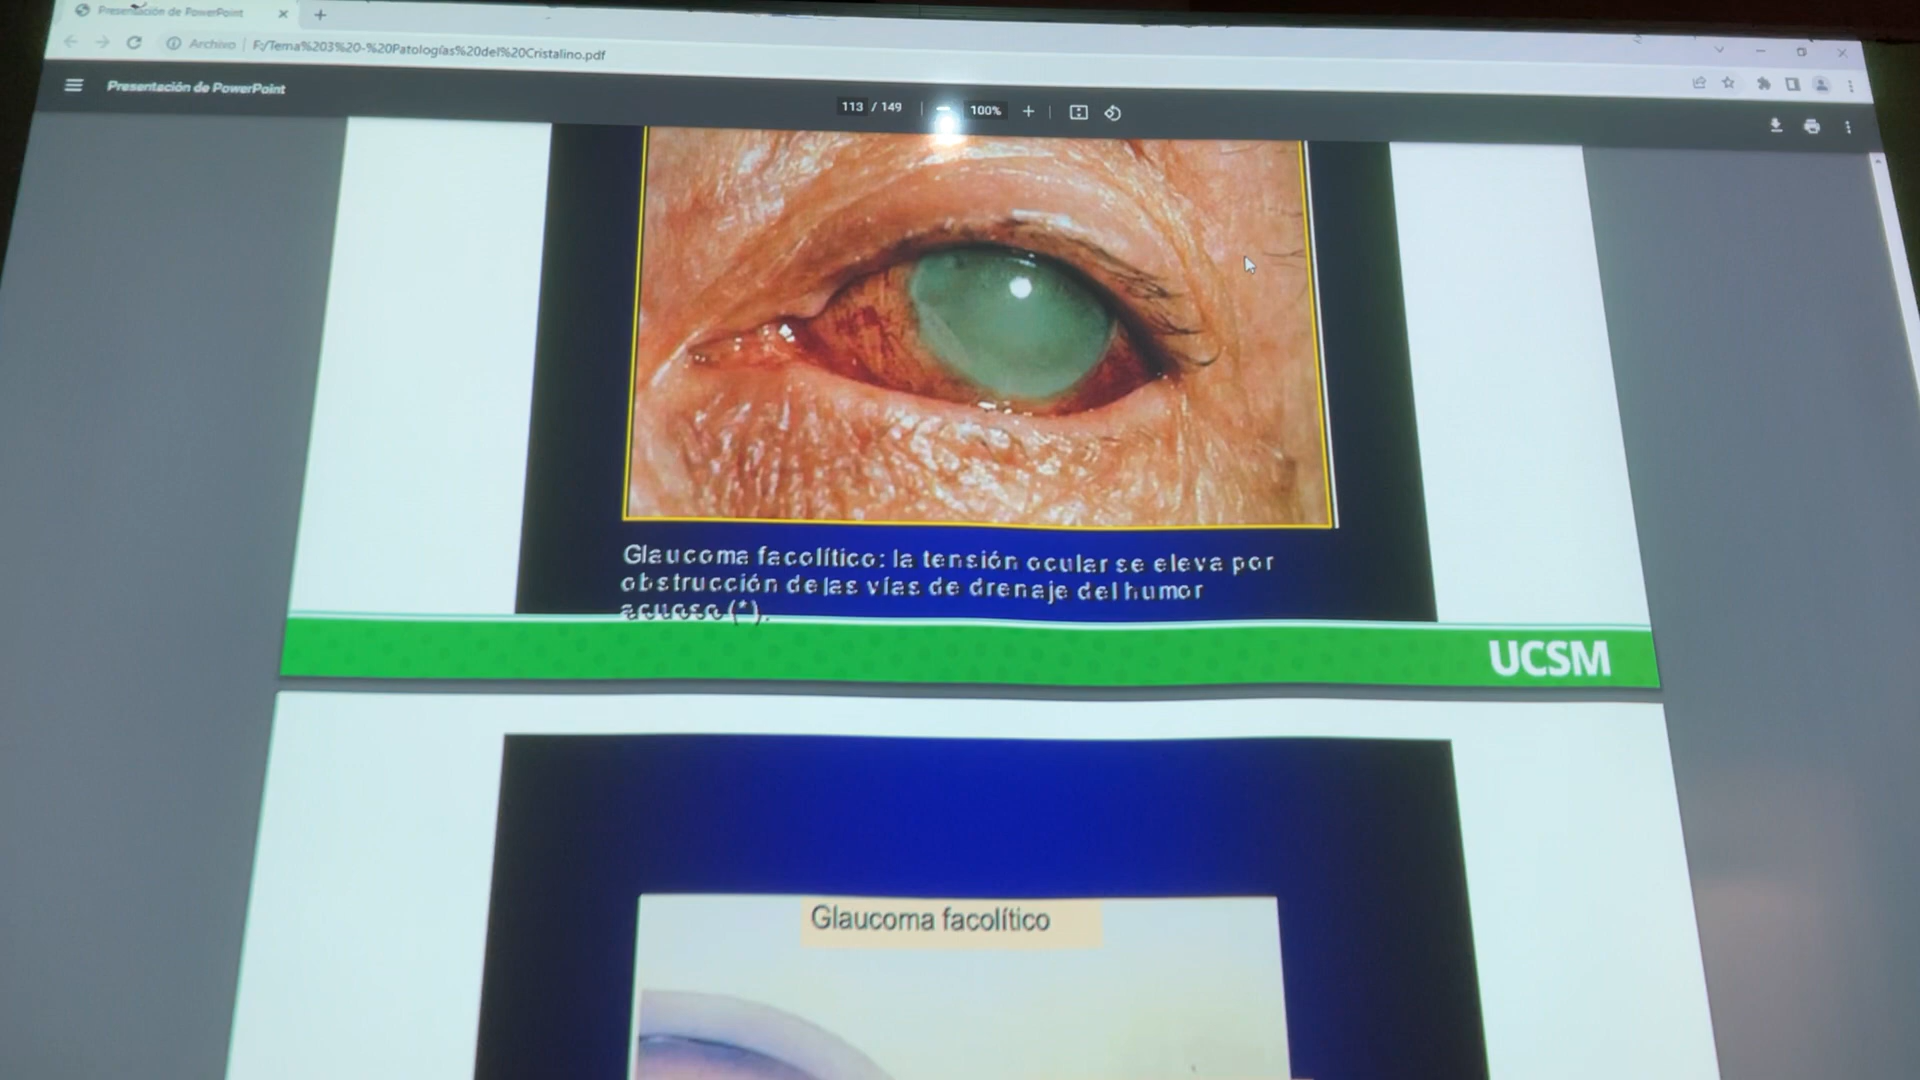 Presentación de PowerPoint
Archivo
F:/Tema%203%20-%20Patologías%20del%20Cristalino.pdf
Presentación de PowerPoint
113 / 149
100%
Glaucoma facolítico: la tensión ocular se eleva por
obstrucción de las vías de drenaje del humor
acuoso (*).
UCSM
Glaucoma facolítico